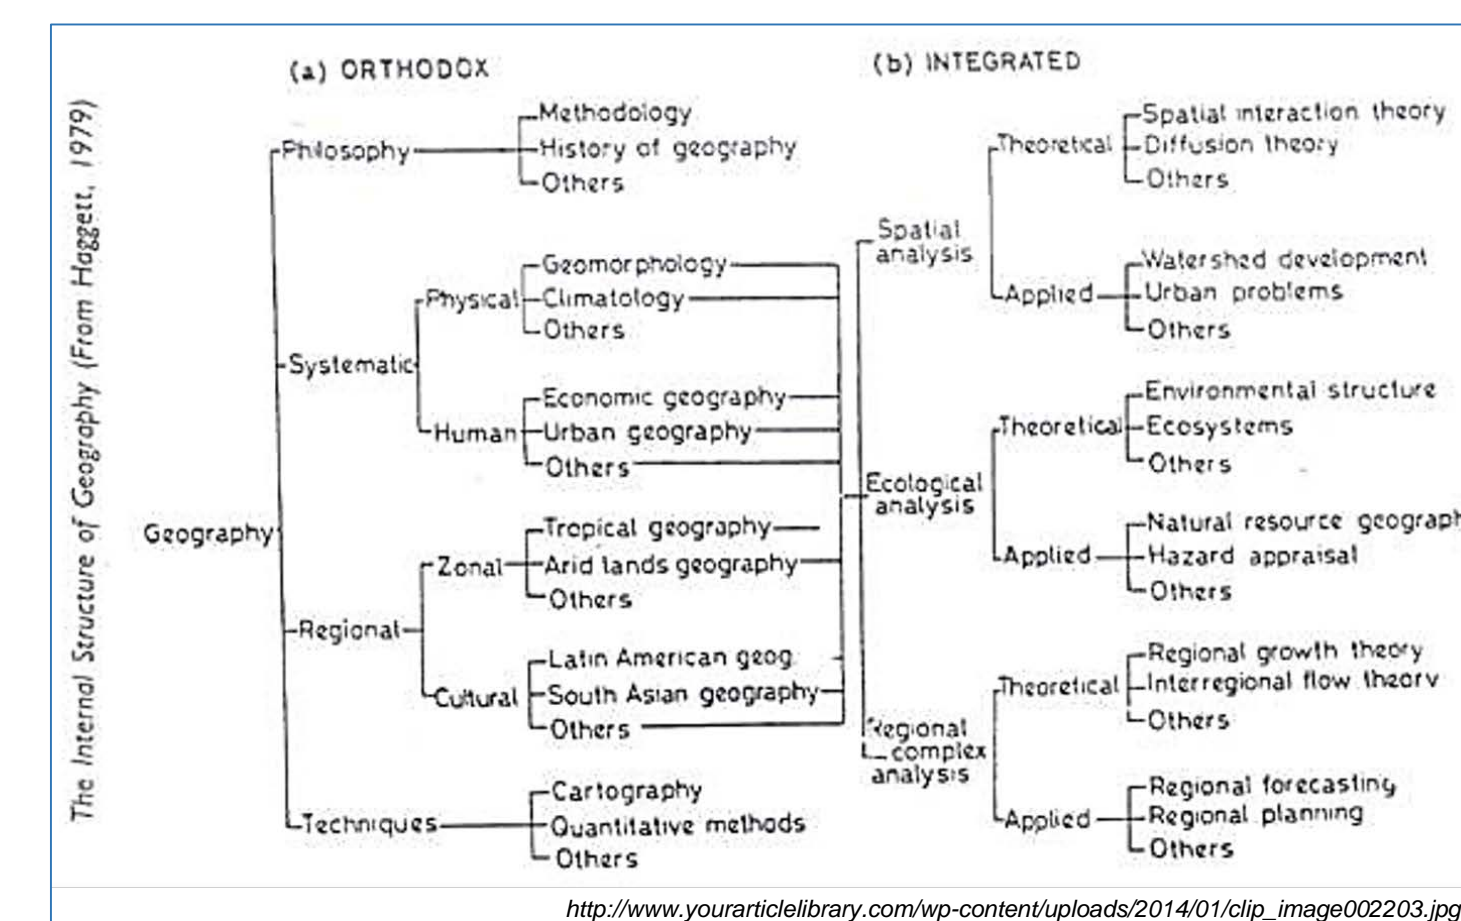 The Internal Structure of Geography (From Haggett, 1979)
(a) ORTHODOX
Geography
Philosophy
Methodology
History of geography
Others
Systematic
Physical
Geomorphology
Climatology
Others
Human
Economic geography
Urban geography
Others
Regional
Zonal
Tropical geography
Arid lands geography
Others
Cultural
Latin American geog.
South Asian geography
Others
Techniques
Cartography
Quantitative methods
Others
(b) INTEGRATED
Spatial
analysis
Theoretical
Spatial interaction theory
Diffusion theory
Others
Applied
Watershed development
Urban problems
Others
Ecological
analysis
Theoretical
Environmental structure
Ecosystems
Others
Applied
Natural resource geograph
Hazard appraisal
Others
Regional
complex
analysis
Theoretical
Regional growth theory
Interregional flow theory
Others
Applied
Regional forecasting
Regional planning
Others
http://www.yourarticlelibrary.com/wp-content/uploads/2014/01/clip_image002203.jpg